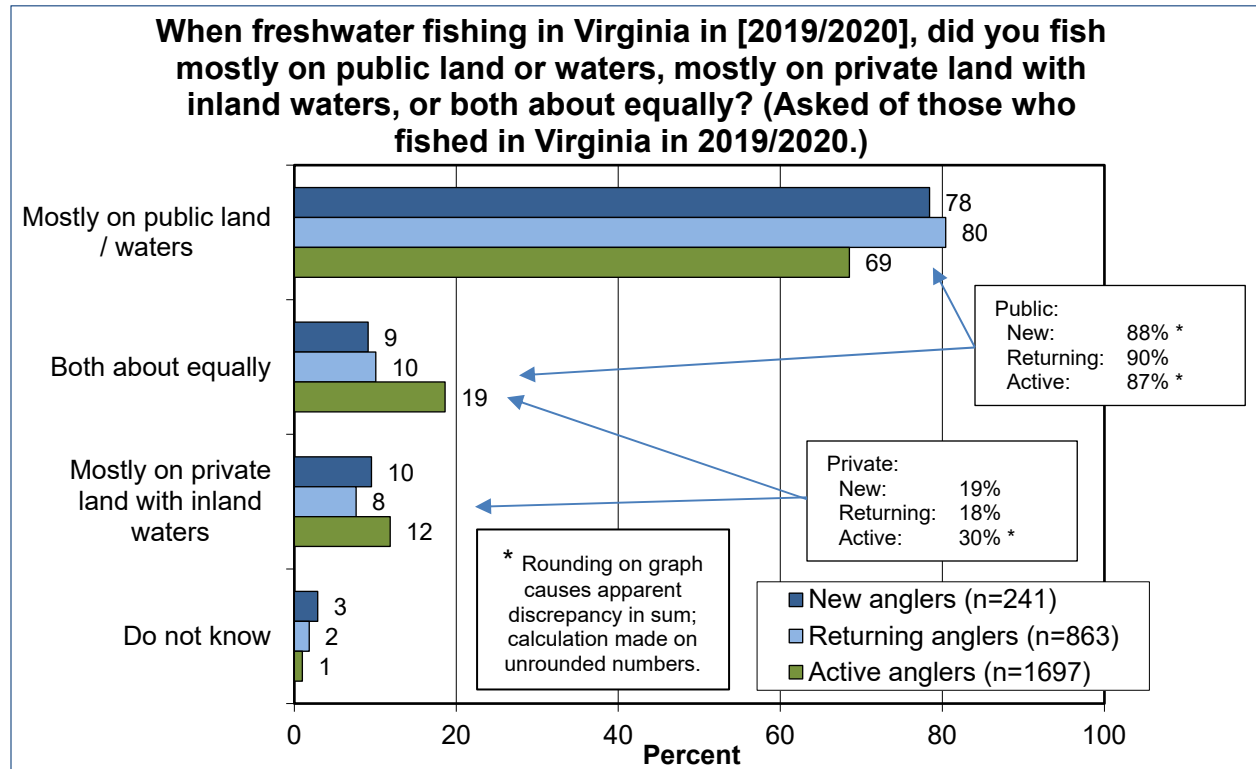 When freshwater fishing in Virginia in [2019/2020], did you fish
mostly on public land or waters, mostly on private land with
inland waters, or both about equally? (Asked of those who
fished in Virginia in 2019/2020.)
Mostly on public land
/ waters
78
80
69
Both about equally
9
10
19
Mostly on private
land with inland
waters
10
8
12
Do not know
3
2
1
Public:
New: 88% *
Returning: 90%
Active: 87% *
Private:
New: 19%
Returning: 18%
Active: 30% *
* Rounding on graph
causes apparent
discrepancy in sum;
calculation made on
unrounded numbers.
New anglers (n=241)
Returning anglers (n=863)
Active anglers (n=1697)
0 20 40 60 80 100
Percent